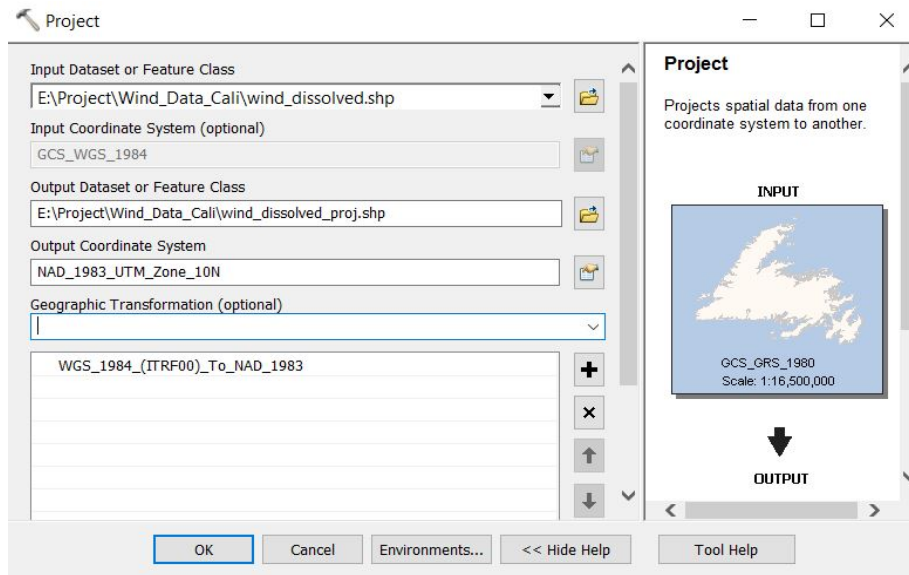 Project
Input Dataset or Feature Class
E:\Project\Wind_Data_Cali\wind_dissolved.shp
Input Coordinate System (optional)
GCS_WGS_1984
Output Dataset or Feature Class
E:\Project\Wind_Data_Cali\wind_dissolved_proj.shp
Output Coordinate System
NAD_1983_UTM_Zone_10N
Geographic Transformation (optional)
WGS_1984_(ITRF00)_To_NAD_1983
OK
Cancel
Environments...
<< Hide Help
Project
Projects spatial data from one
coordinate system to another.
INPUT
GCS_GRS_1980
Scale: 1:16,500,000
OUTPUT
Tool Help